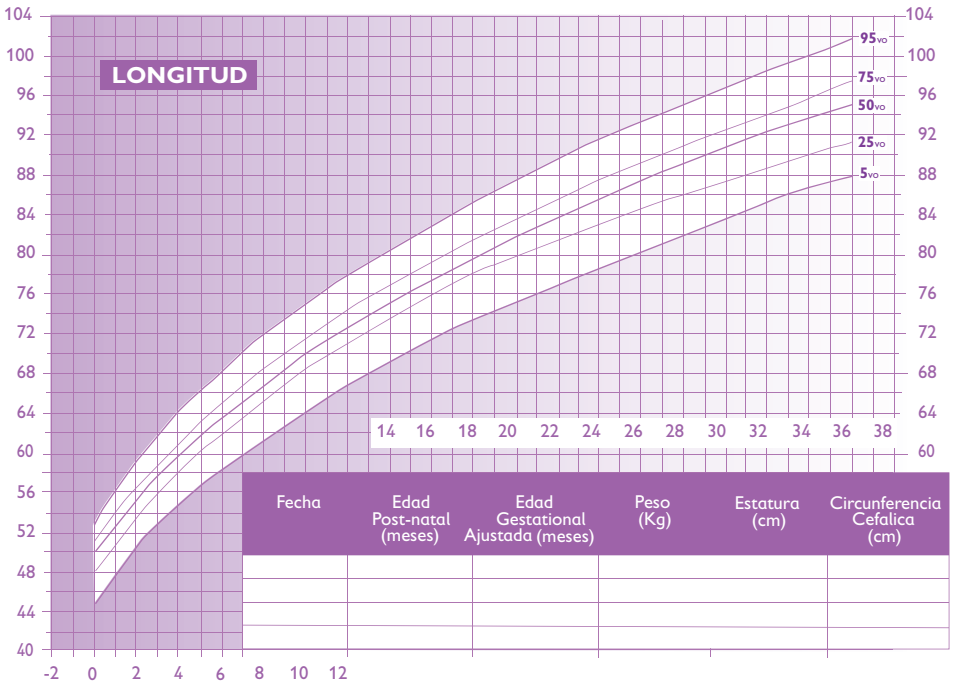 104
104
100
100
LONGITUD
96
96
92
92
88
88
84
84
80
80
76
76
72
72
68
68
64
64
60
60
56
52
48
44
40
95VO
75VO
50VO
25VO
5VO
14 16 18 20 22 24 26 28 30 32 34 36 38
Fecha
Edad
Post-natal
(meses)
Edad
Gestational
Ajustada (meses)
Peso
(Kg)
Estatura
(cm)
Circunferencia
Cefalica
(cm)
-2 0 2 4 6 8 10 12